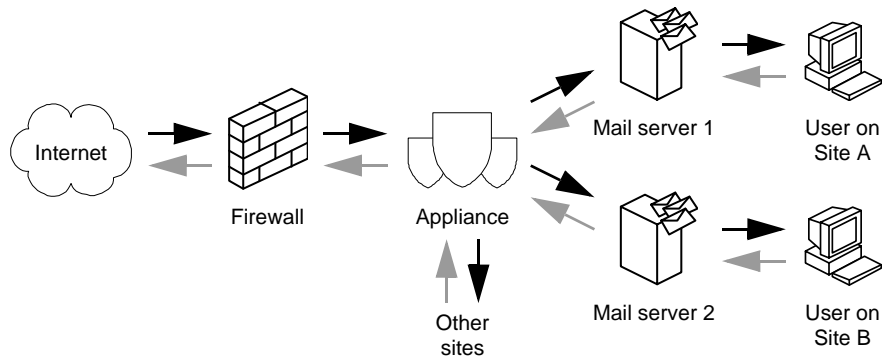 Internet
Firewall
Appliance
Mail server 1
User on
Site A
Mail server 2
User on
Site B
Other
sites